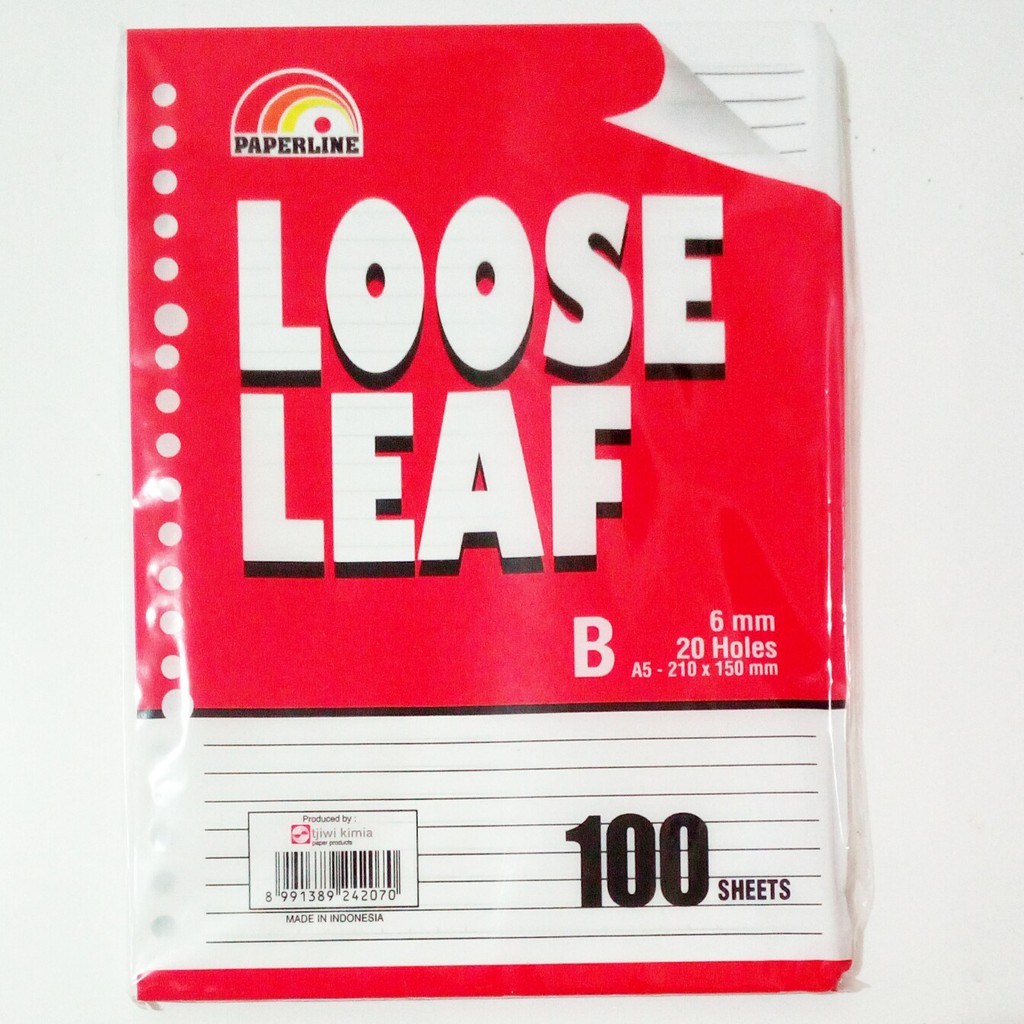 PAPERLINE
LOOSE
LEAF
B
6 mm
20 Holes
A5 - 210 x 150 mm
Produced by :
tjiwi kimia
paper products
8 991389 242070
MADE IN INDONESIA
100 SHEETS